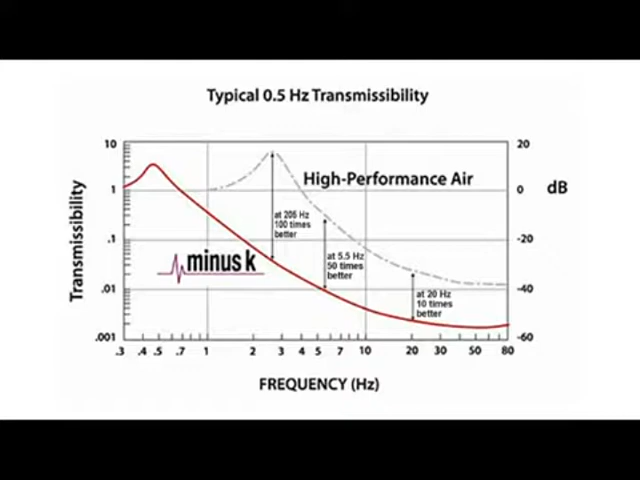 Typical 0.5 Hz Transmissibility
10
1
.1
.01
.001
Transmissibility
20
0
-20
-40
-60
dB
High-Performance Air
at 205 Hz
100 times
better
at 5.5 Hz
50 times
better
at 20 Hz
10 times
better
minus k
.3 .4 .5 .7 1 2 3 4 5 7 10 20 30 50 80
FREQUENCY (Hz)